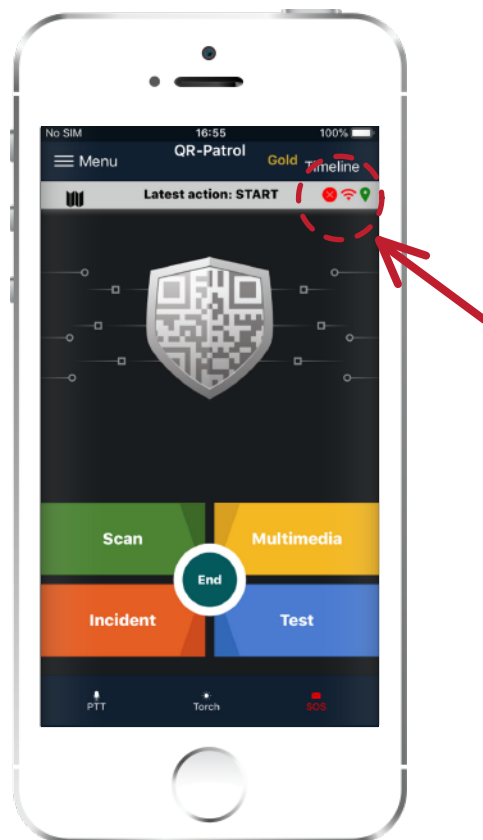 No SIM 16:55 100%
Menu QR-Patrol Gold Timeline
Latest action: START
Scan Multimedia
End
Incident Test
PTT Torch SOS